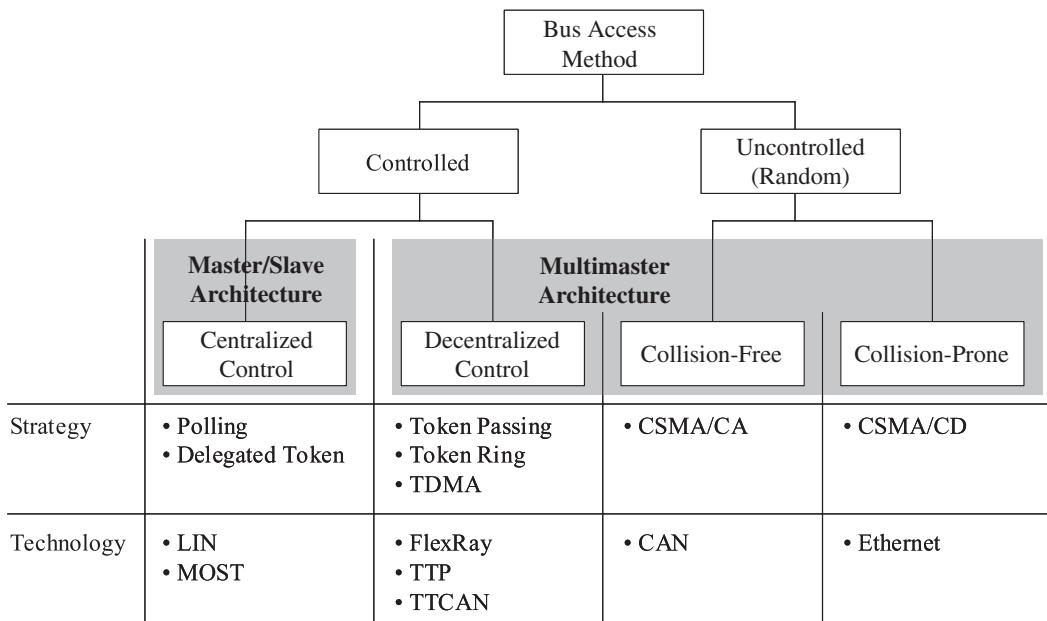 Bus Access
Method
Controlled
Uncontrolled
(Random)
Master/Slave
Architecture
Multimaster
Architecture
Centralized
Control
Decentralized
Control
Collision-Free
Collision-Prone
Strategy
• Polling
• Delegated Token
• Token Passing
• Token Ring
• TDMA
• CSMA/CA
• CSMA/CD
Technology
• LIN
• MOST
• FlexRay
• TTP
• TTCAN
• CAN
• Ethernet